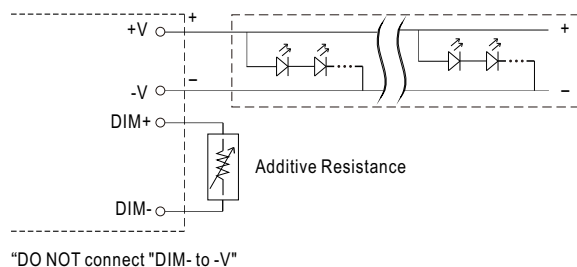 +V + +
-V − −
DIM+
Additive Resistance
DIM-
“DO NOT connect "DIM- to -V"